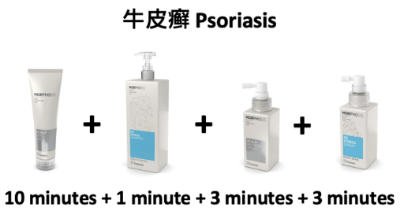 牛皮癬 Psoriasis
+ + +
10 minutes + 1 minute + 3 minutes + 3 minutes